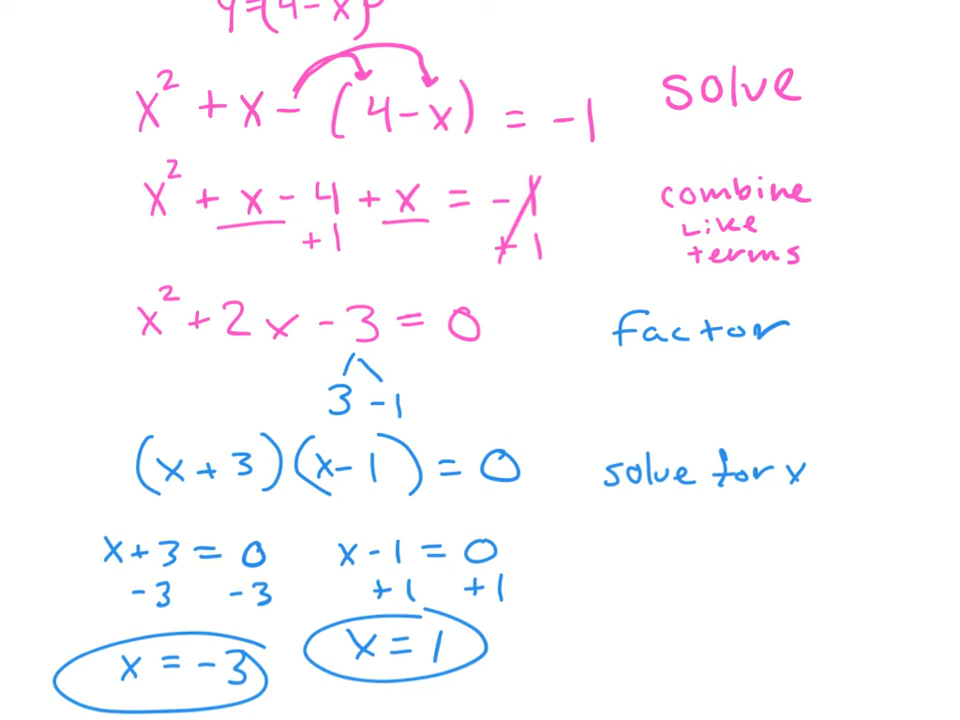 y=(4-x)
x² + x - (4-x) = -1 solve
x² + x - 4 + x = -1 combine
+1 +1 Like
terms
x² + 2x - 3 = 0 factor
3 -1
(x+3)(x-1) = 0 solve for x
x+3 = 0 x-1 = 0
-3 -3 +1 +1
x = -3 x = 1